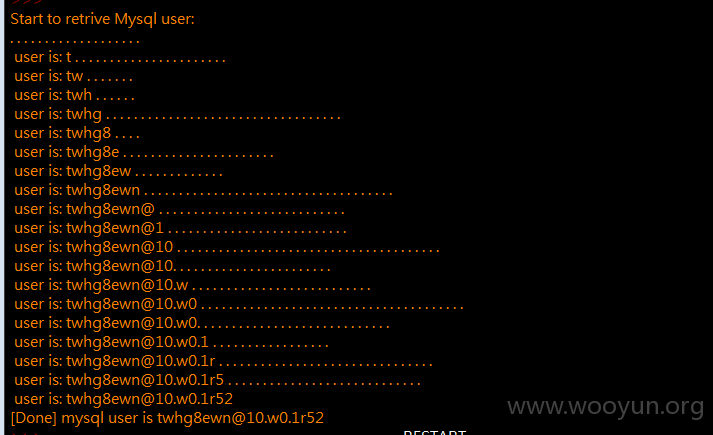 >>>
Start to retrive Mysql user:
. . . . . . . . . . . . . . . . . . .
user is: t . . . . . . . . . . . . . . . . . . . . . .
user is: tw . . . . . . .
user is: twh . . . . . .
user is: twhg . . . . . . . . . . . . . . . . . . . . . . . . . . . . . . . . . .
user is: twhg8 . . . .
user is: twhg8e . . . . . . . . . . . . . . . . . . . . . .
user is: twhg8ew . . . . . . . . . . . . .
user is: twhg8ewn . . . . . . . . . . . . . . . . . . . . . . . . . . . . . . . . . . . .
user is: twhg8ewn@ . . . . . . . . . . . . . . . . . . . . . . . . . . .
user is: twhg8ewn@1 . . . . . . . . . . . . . . . . . . . . . . . . . .
user is: twhg8ewn@10 . . . . . . . . . . . . . . . . . . . . . . . . . . . . . . . . . . . . . .
user is: twhg8ewn@10. . . . . . . . . . . . . . . . . . . . . . .
user is: twhg8ewn@10.w . . . . . . . . . . . . . . . . . . . . . . . . . .
user is: twhg8ewn@10.w0 . . . . . . . . . . . . . . . . . . . . . . . . . . . . . . . . . . . . . .
user is: twhg8ewn@10.w0. . . . . . . . . . . . . . . . . . . . . . . . . . . . .
user is: twhg8ewn@10.w0.1 . . . . . . . . . . . . . . . . .
user is: twhg8ewn@10.w0.1r . . . . . . . . . . . . . . . . . . . . . . . . . . . . . . .
user is: twhg8ewn@10.w0.1r5 . . . . . . . . . . . . . . . . . . . . . . . . . . . .
user is: twhg8ewn@10.w0.1r52
[Done] mysql user is twhg8ewn@10.w0.1r52
www.wooyun.org
RESTART